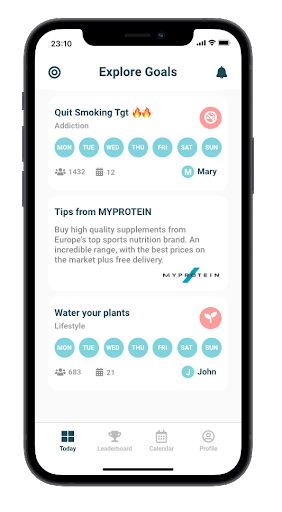 23:10
Explore Goals
Quit Smoking Tgt 🔥🔥
Addiction
MON TUE WED THU FRI SAT SUN
1432 12 M Mary
Tips from MYPROTEIN
Buy high quality supplements from
Europe's top sports nutrition brand. An
incredible range, with the best prices on
the market plus free delivery.
MYPROTEIN
Water your plants
Lifestyle
MON TUE WED THU FRI SAT SUN
683 21 J John
Today Leaderboard Calendar Profile